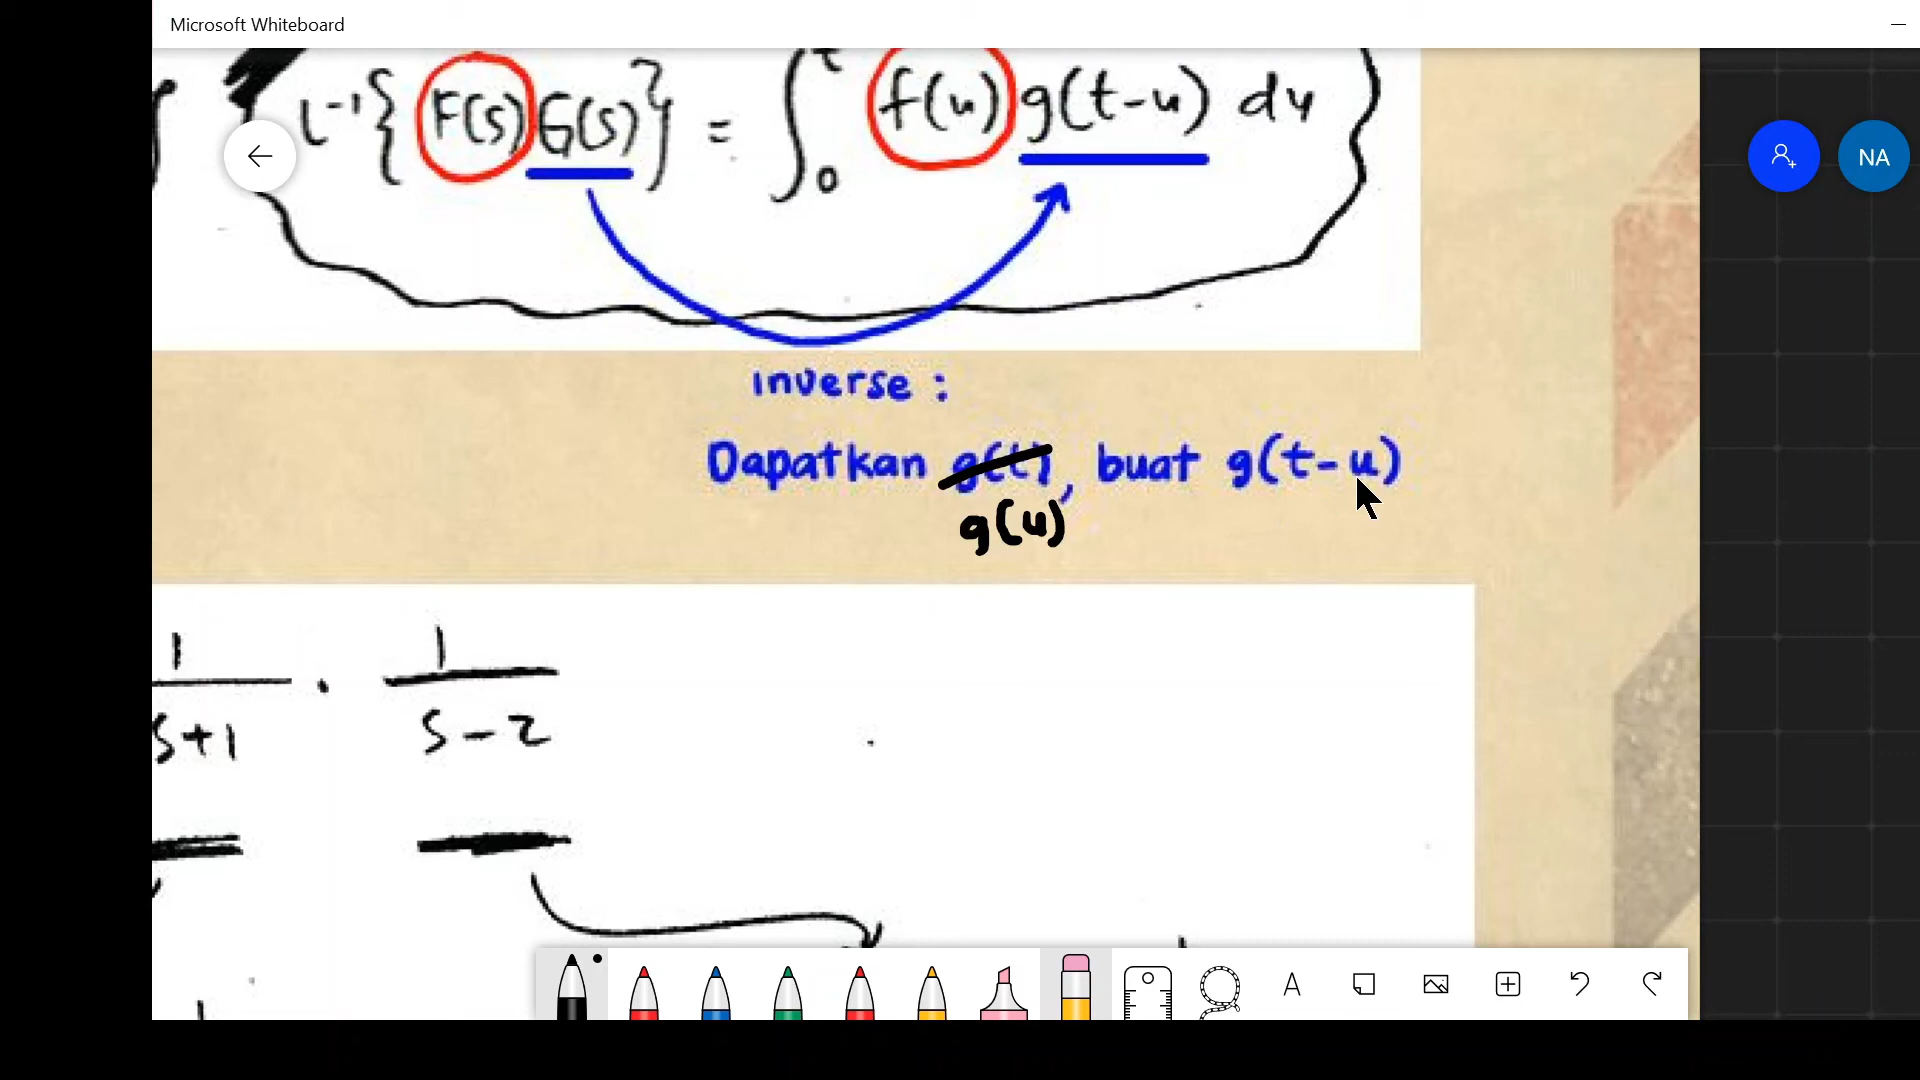 Microsoft Whiteboard
L⁻¹{F(s)G(s)} = ∫₀ᵗ f(u)g(t-u) du
NA
inverse :
Dapatkan g(t), buat g(t-u)
g(u)
1/s+1 · 1/s-2
A